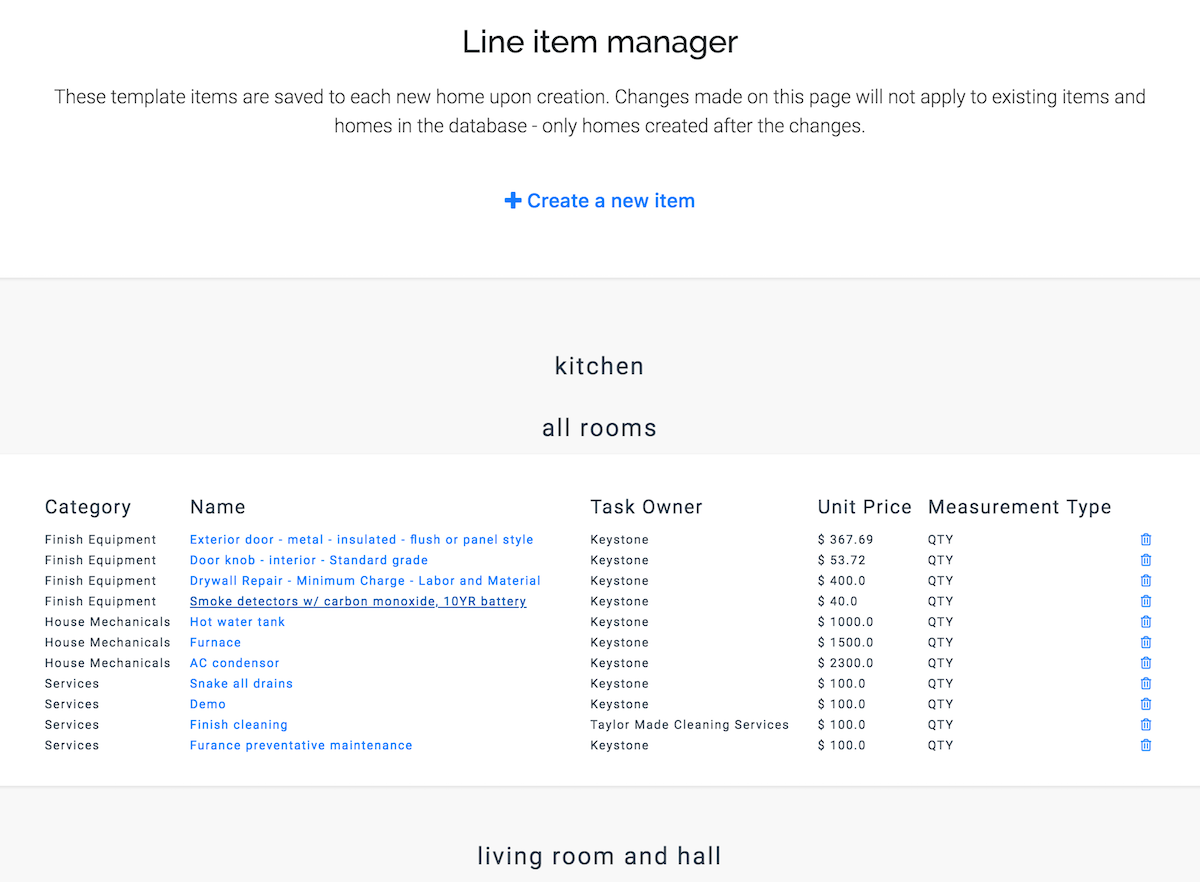 Line item manager
These template items are saved to each new home upon creation. Changes made on this page will not apply to existing items and
homes in the database - only homes created after the changes.
Create a new item
kitchen
all rooms
Category Name Task Owner Unit Price Measurement Type
Finish Equipment Exterior door - metal - insulated - flush or panel style Keystone $ 367.69 QTY
Finish Equipment Door knob - interior - Standard grade Keystone $ 53.72 QTY
Finish Equipment Drywall Repair - Minimum Charge - Labor and Material Keystone $ 400.0 QTY
Finish Equipment Smoke detectors w/ carbon monoxide, 10YR battery Keystone $ 40.0 QTY
House Mechanicals Hot water tank Keystone $ 1000.0 QTY
House Mechanicals Furnace Keystone $ 1500.0 QTY
House Mechanicals AC condensor Keystone $ 2300.0 QTY
Services Snake all drains Keystone $ 100.0 QTY
Services Demo Keystone $ 100.0 QTY
Services Finish cleaning Taylor Made Cleaning Services $ 100.0 QTY
Services Furance preventative maintenance Keystone $ 100.0 QTY
living room and hall